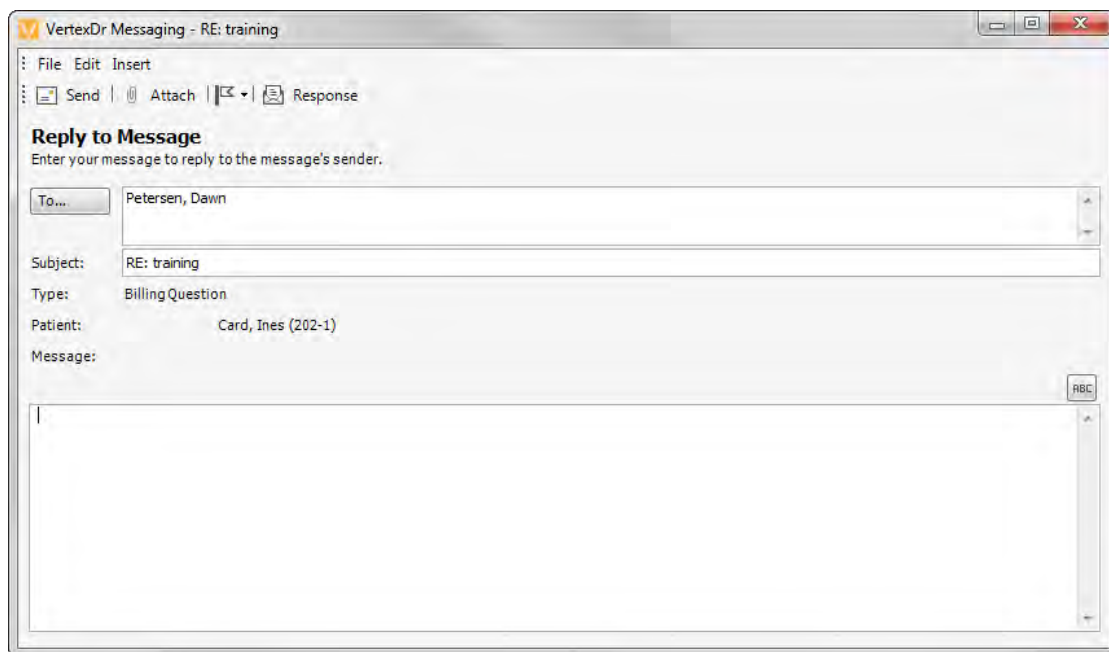 VertexDr Messaging - RE: training
File Edit Insert
Send Attach Response
Reply to Message
Enter your message to reply to the message's sender.
To... Petersen, Dawn
Subject: RE: training
Type: Billing Question
Patient: Card, Ines (202-1)
Message:
ABC